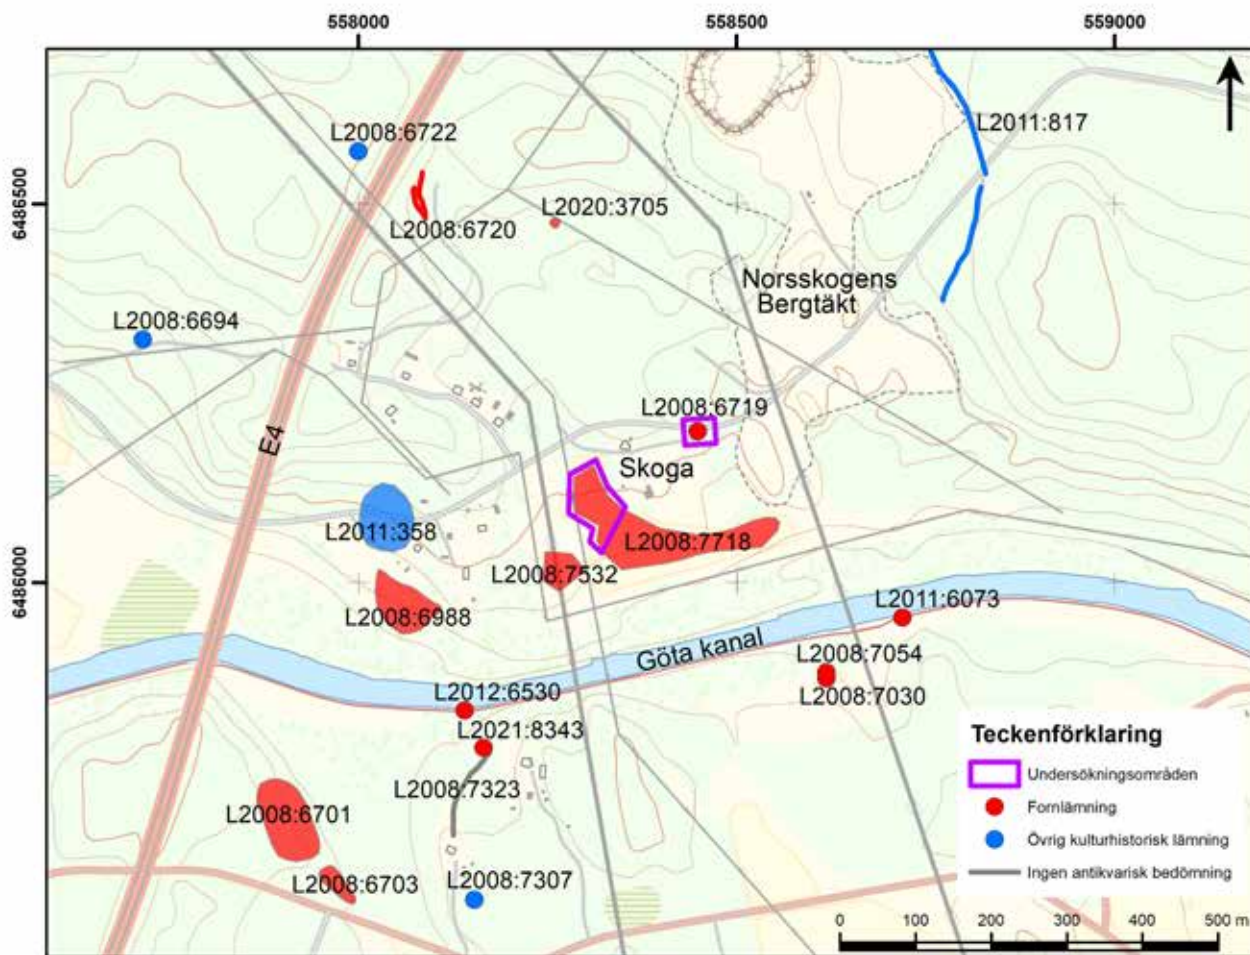 558000
558500
559000
L2008:6722
L2011:817
6486500
L2020:3705
L2008:6720
Norsskogens
Bergtäkt
L2008:6694
L2008:6719
E4
Skoga
L2011:358
L2008:7718
L2008:7532
6486000
L2008:6988
L2011:6073
Göta kanal
L2008:7054
L2012:6530
L2008:7030
L2021:8343
Teckenförklaring
L2008:7323
Undersökningsområden
L2008:6701
Fornlämning
Övrig kulturhistorisk lämning
L2008:6703
L2008:7307
Ingen antikvarisk bedömning
0 100 200 300 400 500 m